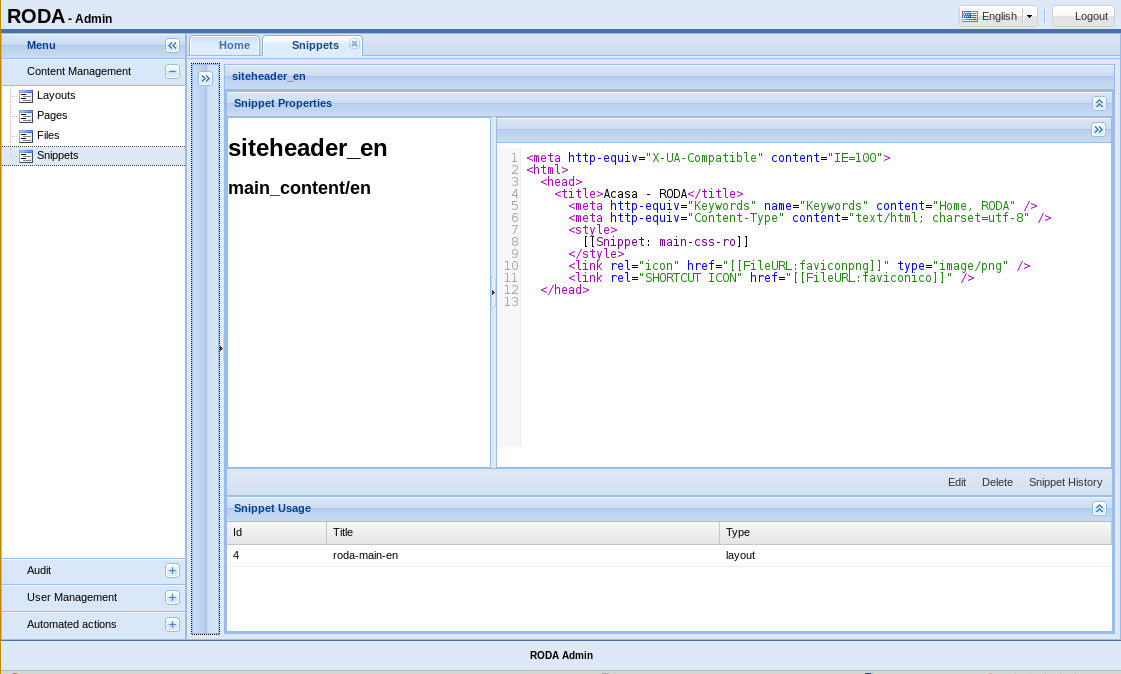 RODA - Admin
English
Logout
Menu
Home
Snippets
Content Management
Layouts
Pages
Files
Snippets
siteheader_en
Snippet Properties
siteheader_en
main_content/en
1 <meta http-equiv="X-UA-Compatible" content="IE=100">
2 <html>
3   <head>
4     <title>Acasa - RODA</title>
5       <meta http-equiv="Keywords" name="Keywords" content="Home, RODA" />
6       <meta http-equiv="Content-Type" content="text/html; charset=utf-8" />
7       <style>
8         [[Snippet: main-css-ro]]
9       </style>
10       <link rel="icon" href="[[FileURL:faviconpng]]" type="image/png" />
11       <link rel="SHORTCUT ICON" href="[[FileURL:faviconico]]" />
12   </head>
13
Edit Delete Snippet History
Snippet Usage
Id Title Type
4 roda-main-en layout
Audit
User Management
Automated actions
RODA Admin